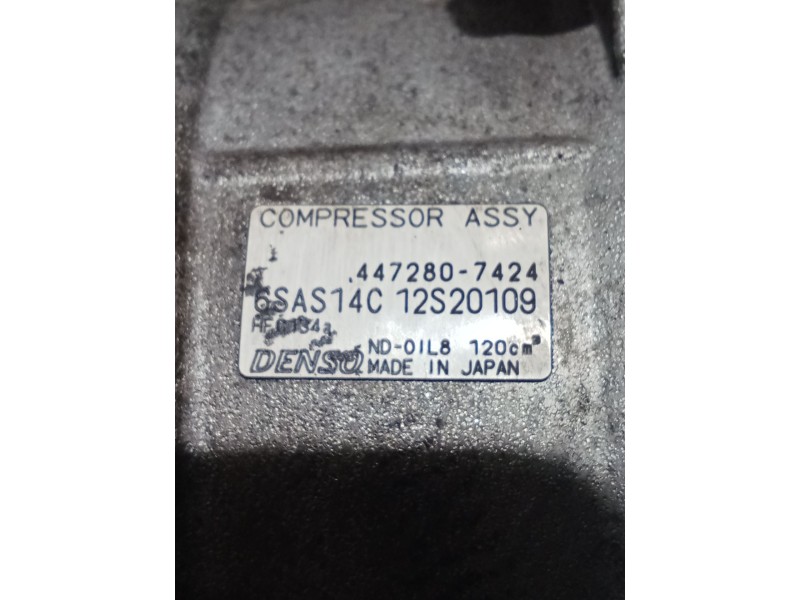 COMPRESSOR ASSY
447280-7424
6SAS14C 12S20109
HFC134a
ND-OIL8 120cm³
DENSO MADE IN JAPAN